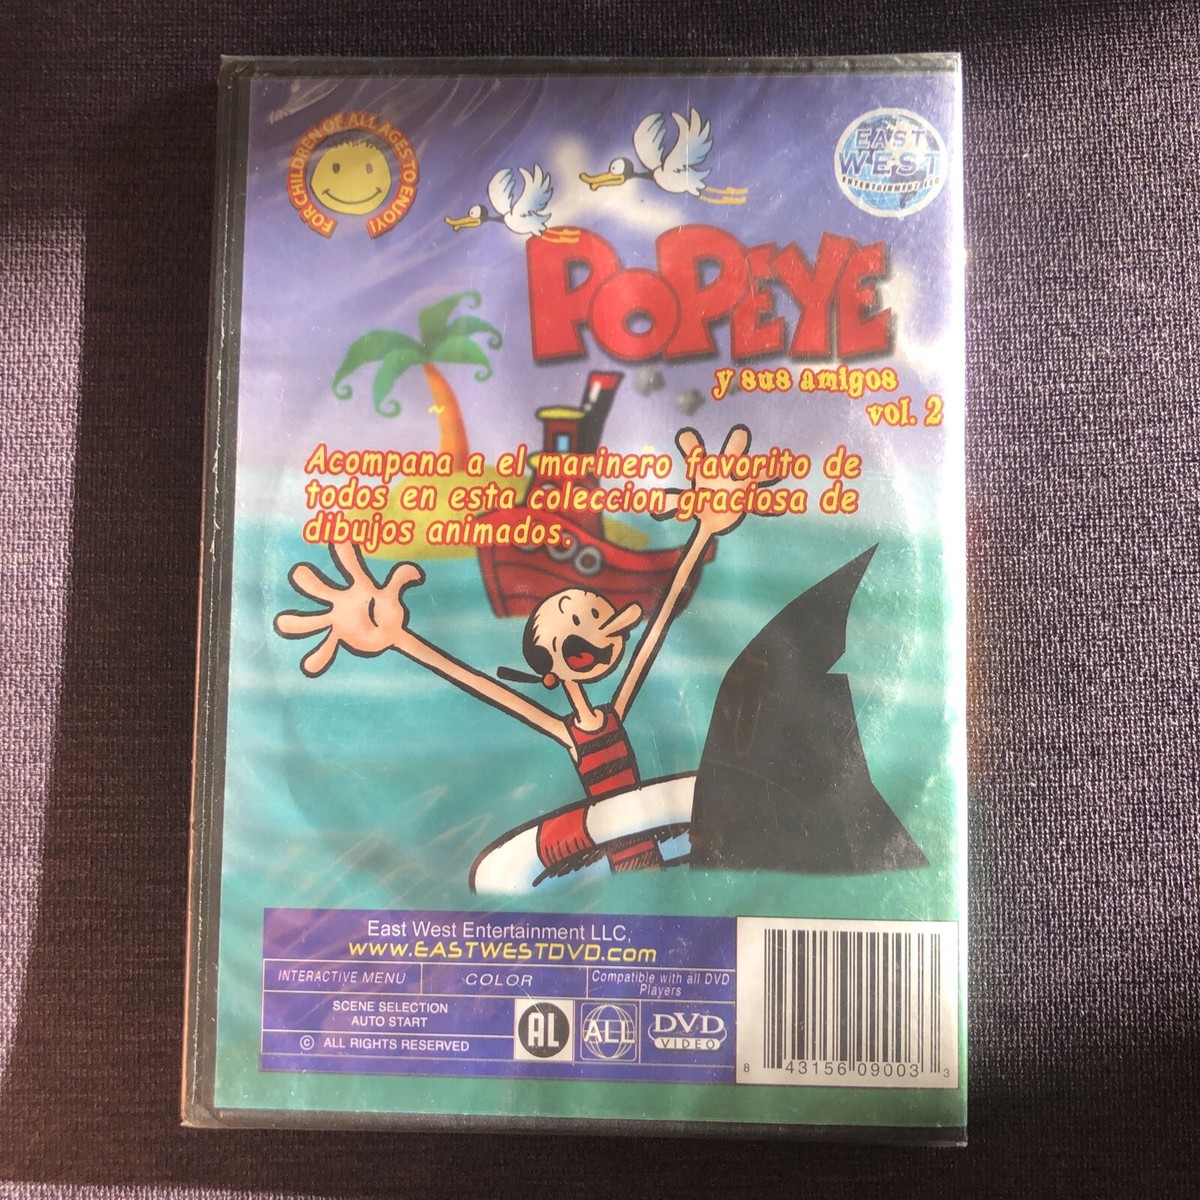 FOR CHILDREN OF ALL AGES TO ENJOY!
EAST
WEST
ENTERTAINMENT LLC
POPEYE
y sus amigos
vol. 2
~
Acompana a el marinero favorito de
todos en esta coleccion graciosa de
dibujos animados.
East West Entertainment LLC,
www.EASTWESTDVD.com
INTERACTIVE MENU
COLOR
Compatible with all DVD
Players
SCENE SELECTION
AUTO START
© ALL RIGHTS RESERVED
AL
ALL
DVD
VIDEO
8 43156 09003 3